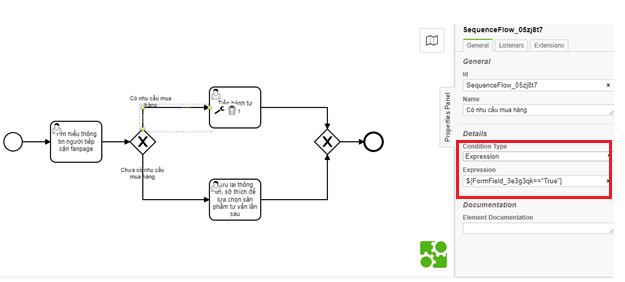 SequenceFlow_05zj8t7
General
Listeners
Extensions
General
Id
SequenceFlow_05zj8t7
Name
Có nhu cầu mua hàng
Details
Condition Type
Expression
Expression
${FormField_3e3g3qk=="True"}
Documentation
Element Documentation
Properties Panel
Có nhu cầu mua
hàng
Tiến hành tư
Tìm hiểu thông
tin người tiếp
cận fanpage
Chưa có nhu cầu
mua hàng
Lưu lại thông
tin, sở thích để
lựa chọn sản
phẩm tư vấn lần
sau